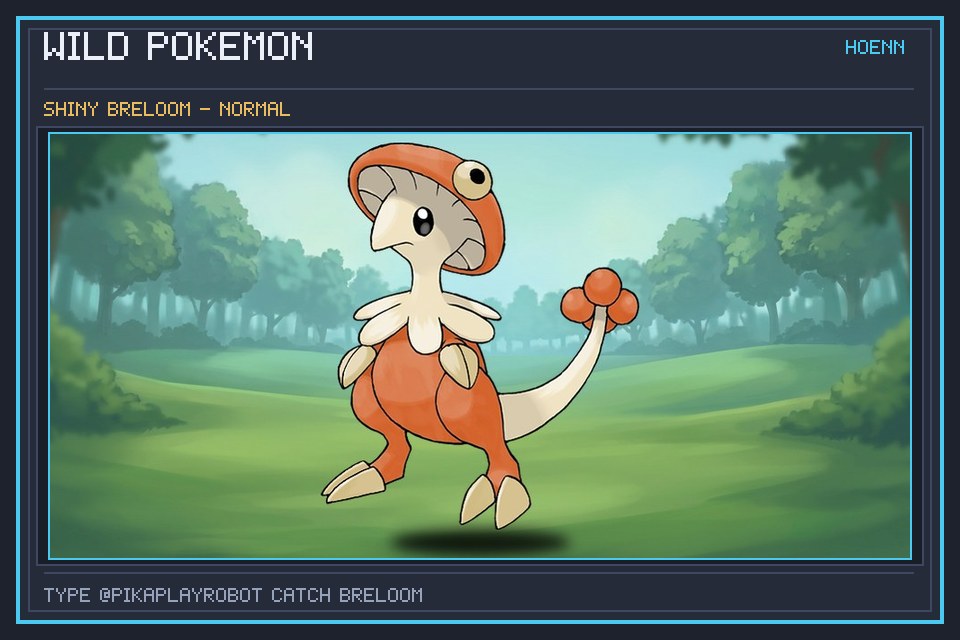 WILD POKEMON
HOENN
SHINY BRELOOM - NORMAL
TYPE @PIKAPLAYROBOT CATCH BRELOOM